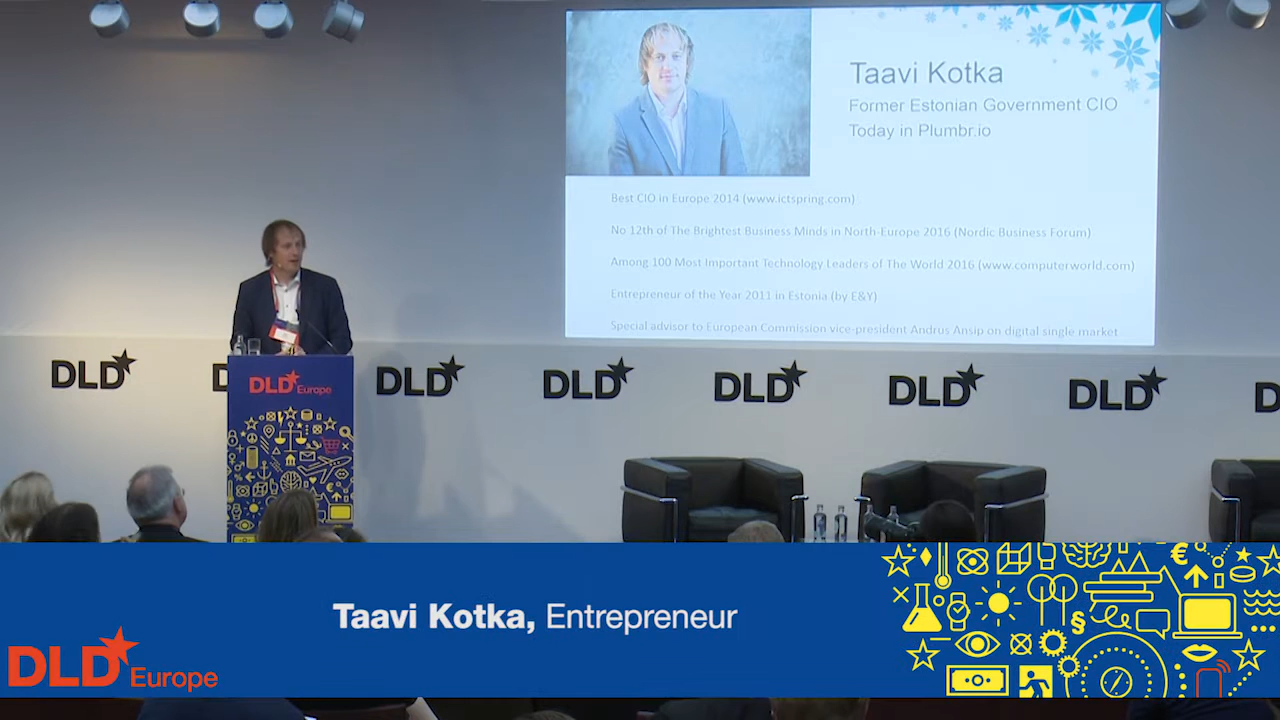 Taavi Kotka
Former Estonian Government CIO
Today in Plumbr.io
Best CIO in Europe 2014 (www.ictspring.com)
No 12th of The Brightest Business Minds in North-Europe 2016 (Nordic Business Forum)
Among 100 Most Important Technology Leaders of The World 2016 (www.computerworld.com)
Entrepreneur of the Year 2011 in Estonia (by E&Y)
Special advisor to European Commission vice-president Andrus Ansip on digital single market
DLD D DLD DLD DLD DLD DLD D
DLD Europe
Taavi Kotka, Entrepreneur
DLD Europe